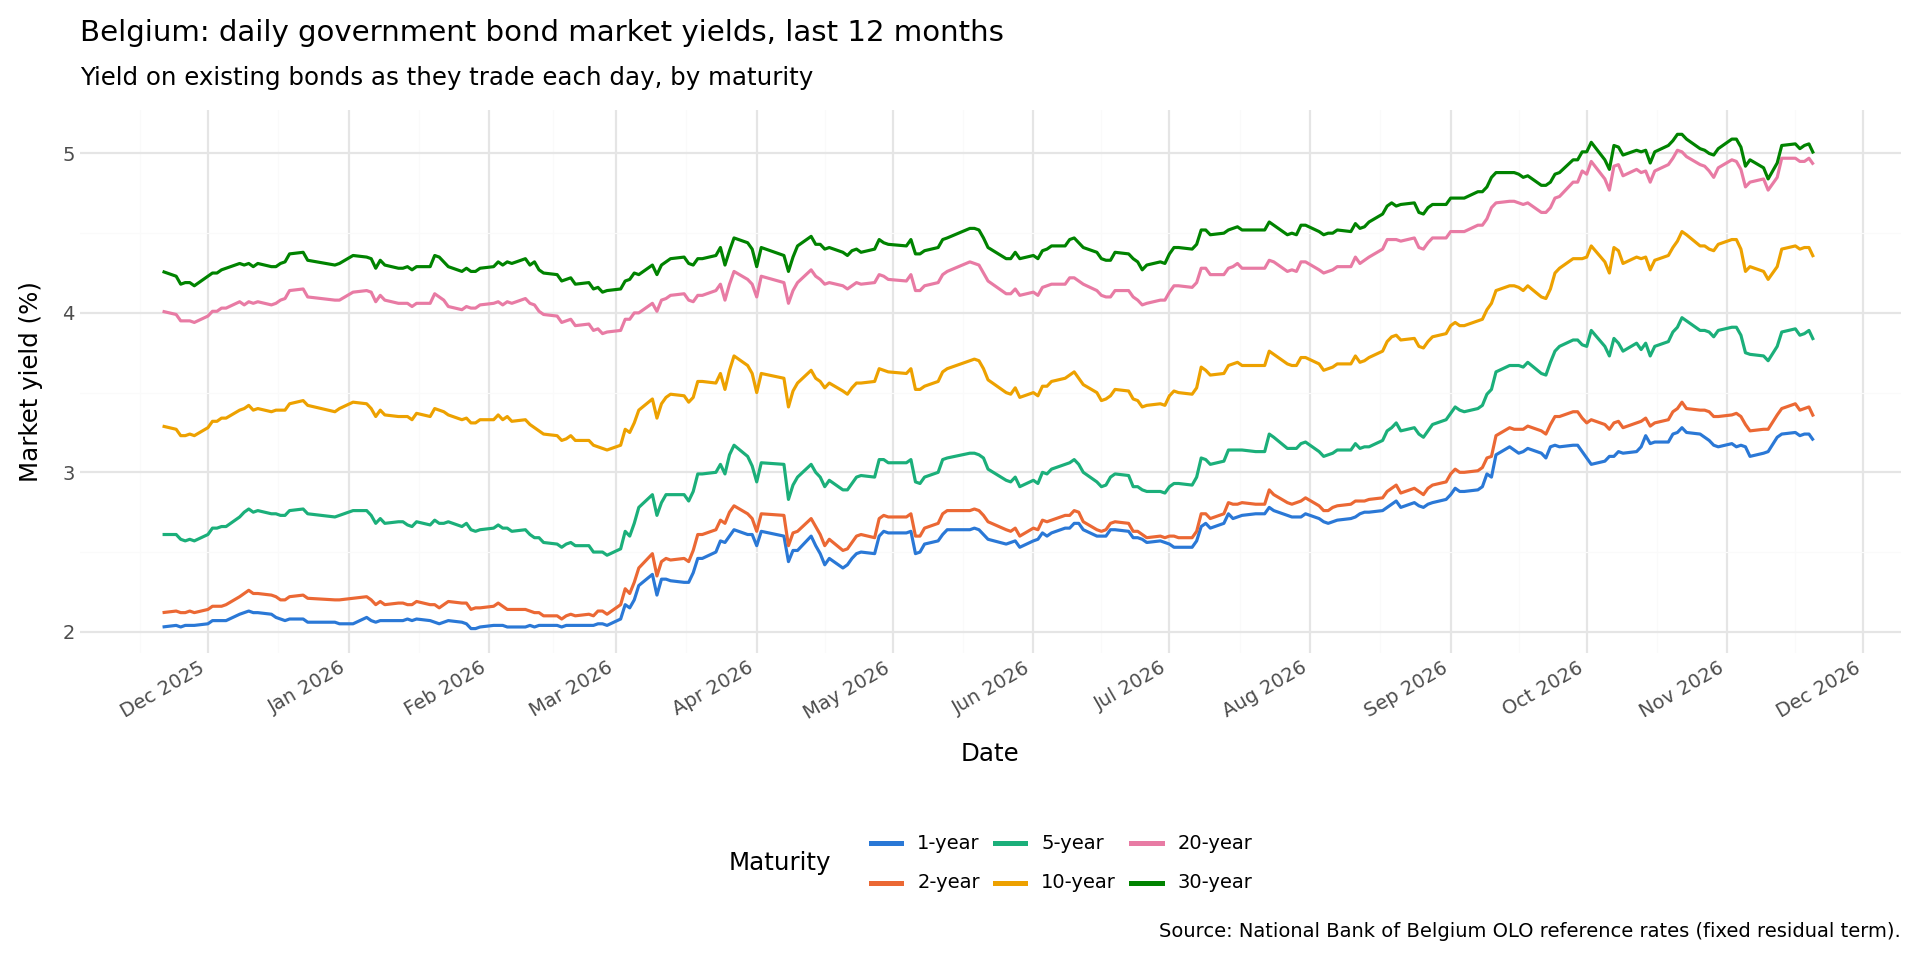 Belgium: daily government bond market yields, last 12 months
Yield on existing bonds as they trade each day, by maturity
Market yield (%)
5
4
3
2
Dec 2025
Jan 2026
Feb 2026
Mar 2026
Apr 2026
May 2026
Jun 2026
Jul 2026
Aug 2026
Sep 2026
Oct 2026
Nov 2026
Dec 2026
Date
Maturity
1-year
5-year
20-year
2-year
10-year
30-year
Source: National Bank of Belgium OLO reference rates (fixed residual term).